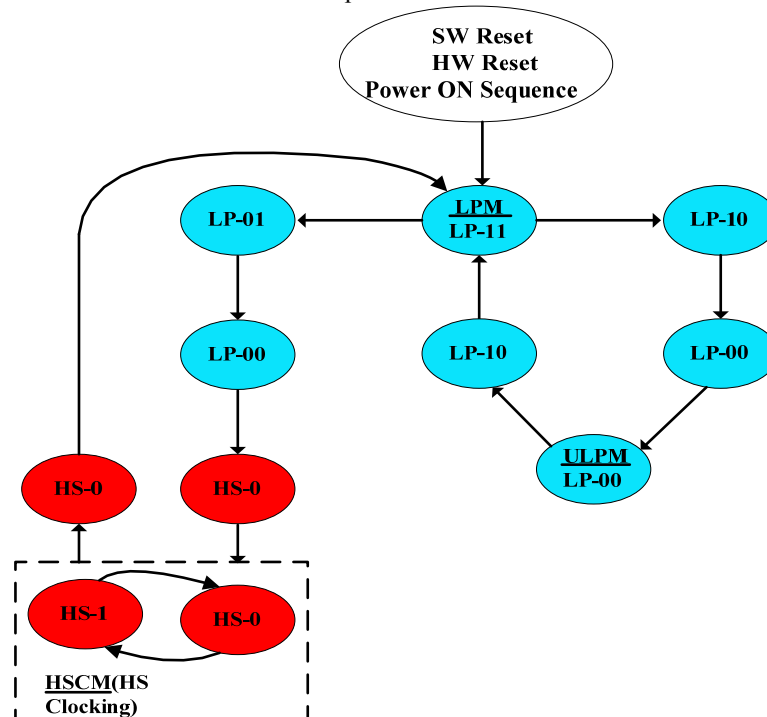 SW Reset
HW Reset
Power ON Sequence
LP-01
LPM
LP-11
LP-10
LP-00
LP-10
LP-00
ULPM
LP-00
HS-0
HS-0
HS-1
HS-0
HSCM(HS
Clocking)